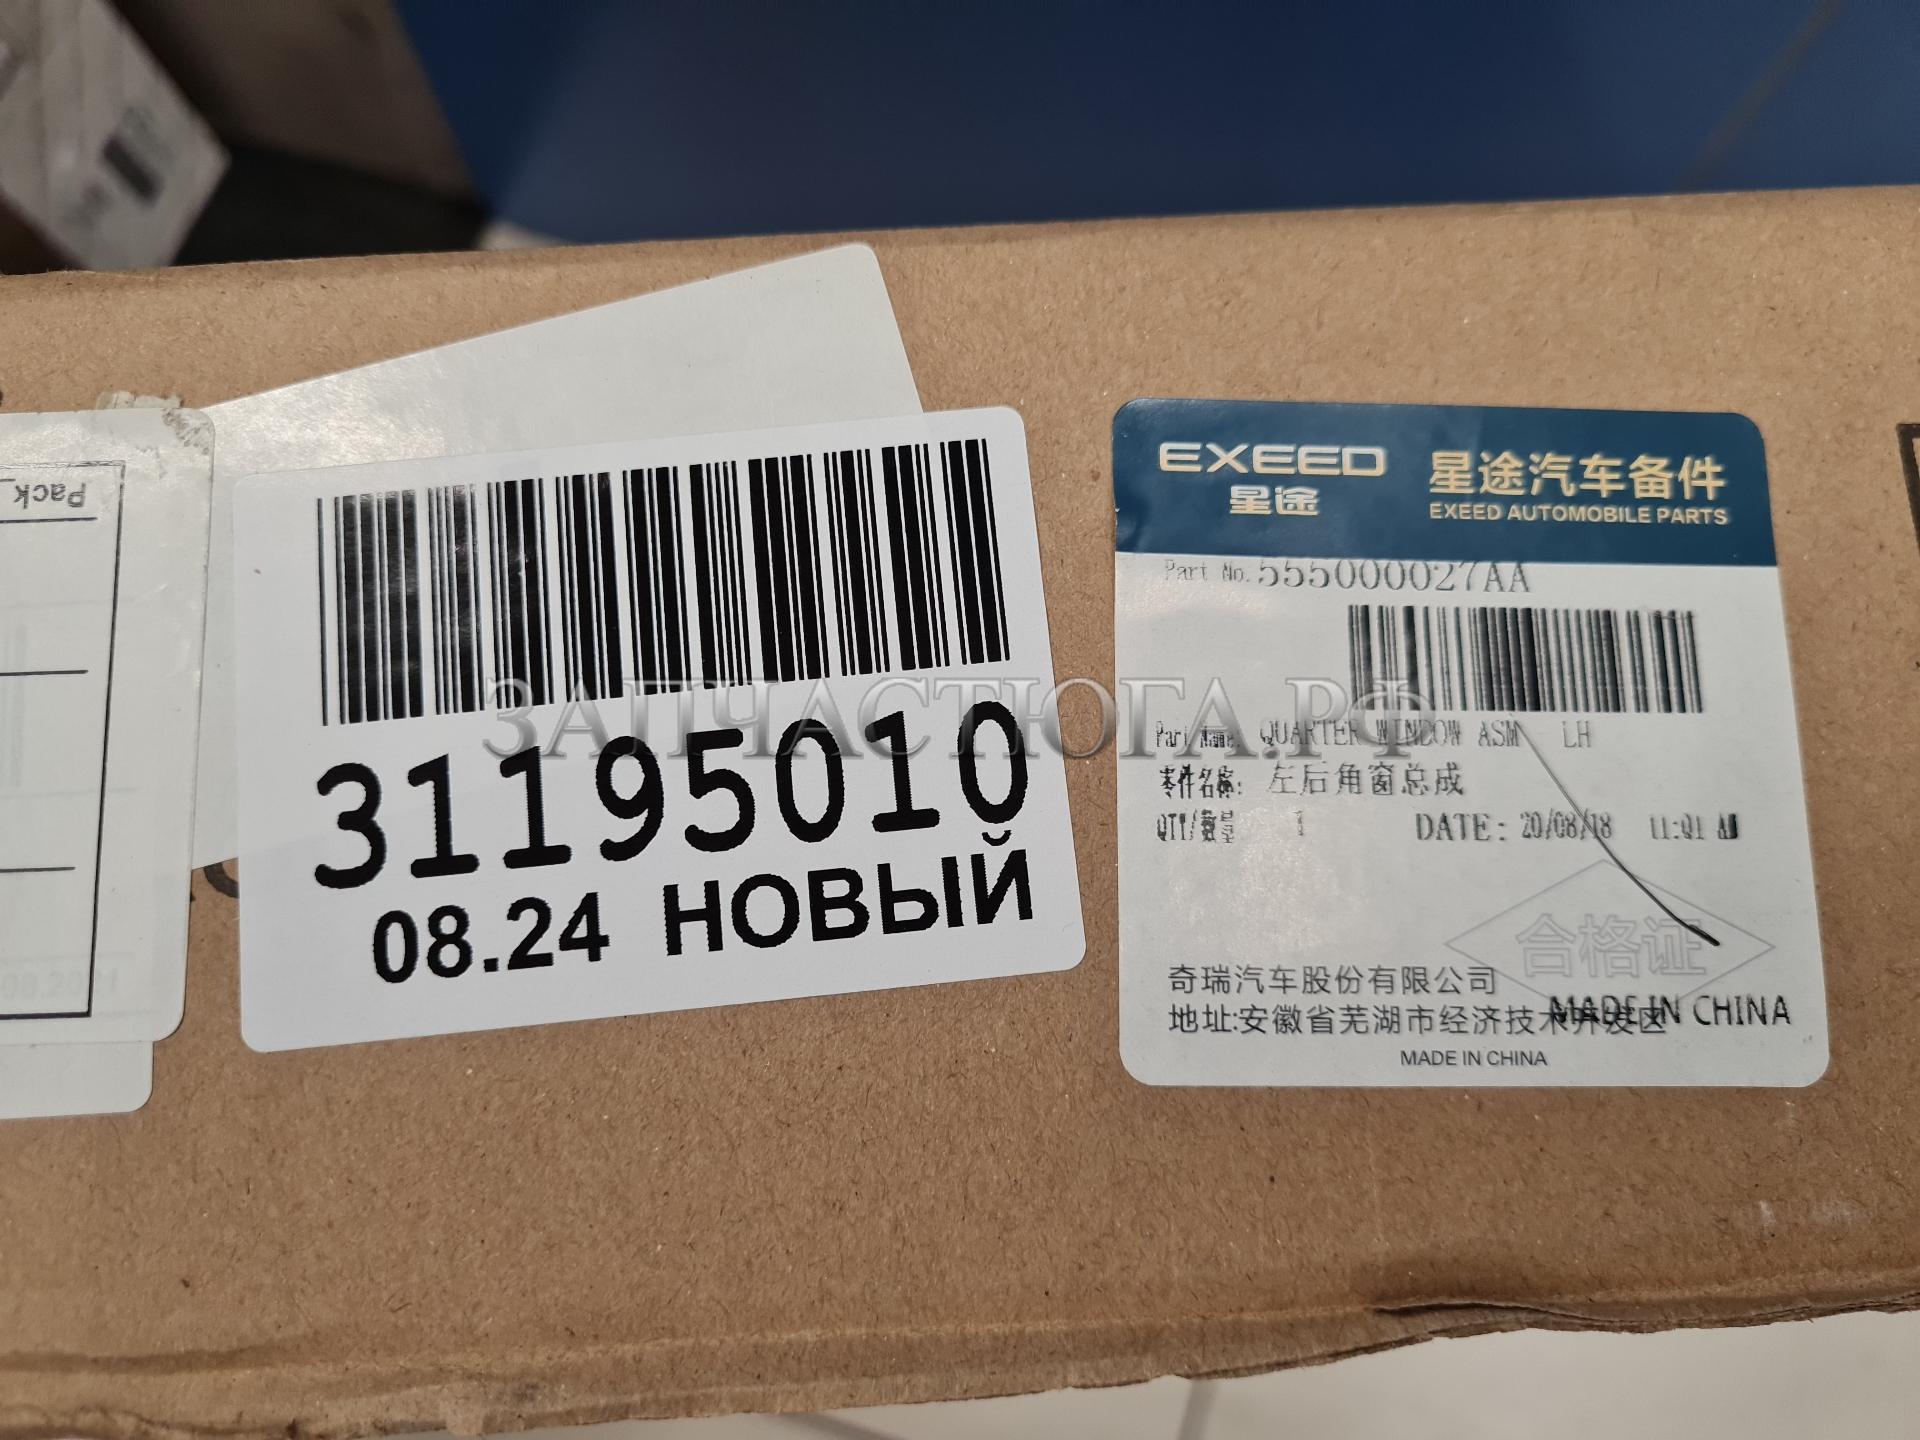 Pack
08.2021
31195010
08.24 НОВЫЙ
ЗАПЧАСТЮГА.РФ
EXEED
星途
星途汽车备件
EXEED AUTOMOBILE PARTS
Part No. 555000027AA
Part Name: QUARTER WINDOW ASM LH
零件名称: 左后角窗总成
QTY/数量 1 DATE: 20/08/18 11:01 AM
合格证
奇瑞汽车股份有限公司
地址:安徽省芜湖市经济技术开发区
MADE IN CHINA
MADE IN CHINA